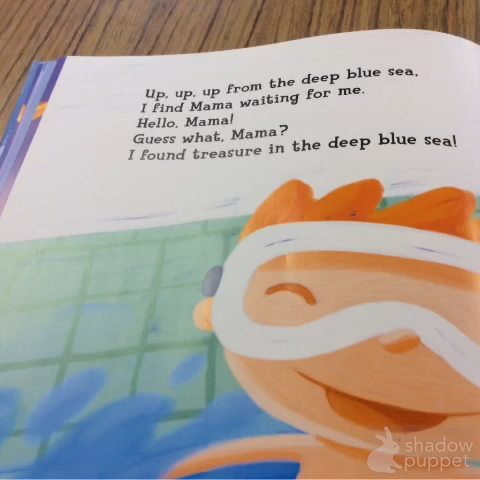 Up, up, up from the deep blue sea,
I find Mama waiting for me.
Hello, Mama!
Guess what, Mama?
I found treasure in the deep blue sea!
shadow
puppet